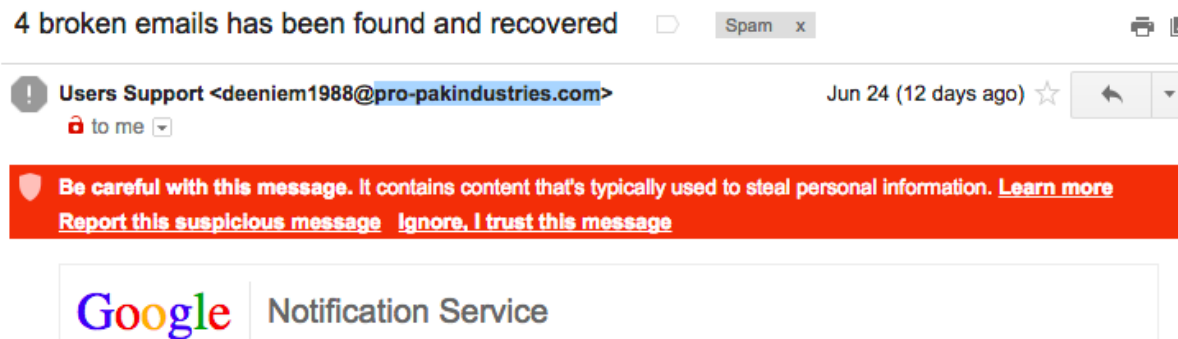 4 broken emails has been found and recovered Spam x
Users Support <deeniem1988@pro-pakindustries.com> Jun 24 (12 days ago)
to me
Be careful with this message. It contains content that's typically used to steal personal information. Learn more
Report this suspicious message Ignore, I trust this message
Google Notification Service